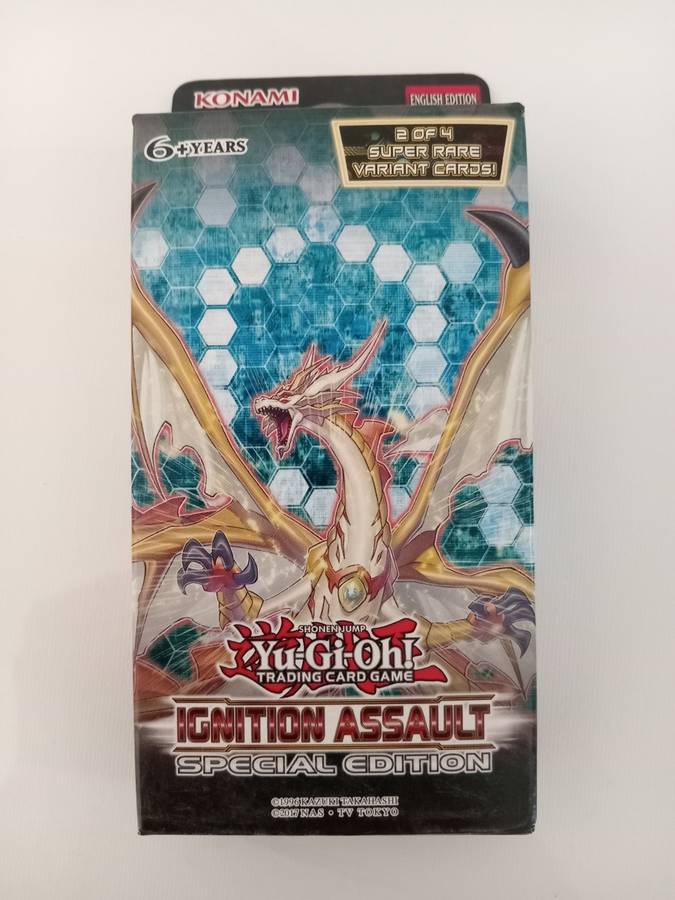 KONAMI
ENGLISH EDITION
6+YEARS
2 OF 4
SUPER RARE
VARIANT CARDS!
SHONEN JUMP
Yu-Gi-Oh!
TRADING CARD GAME
IGNITION ASSAULT
SPECIAL EDITION
©1996 KAZUKI TAKAHASHI
©2017 NAS • TV TOKYO